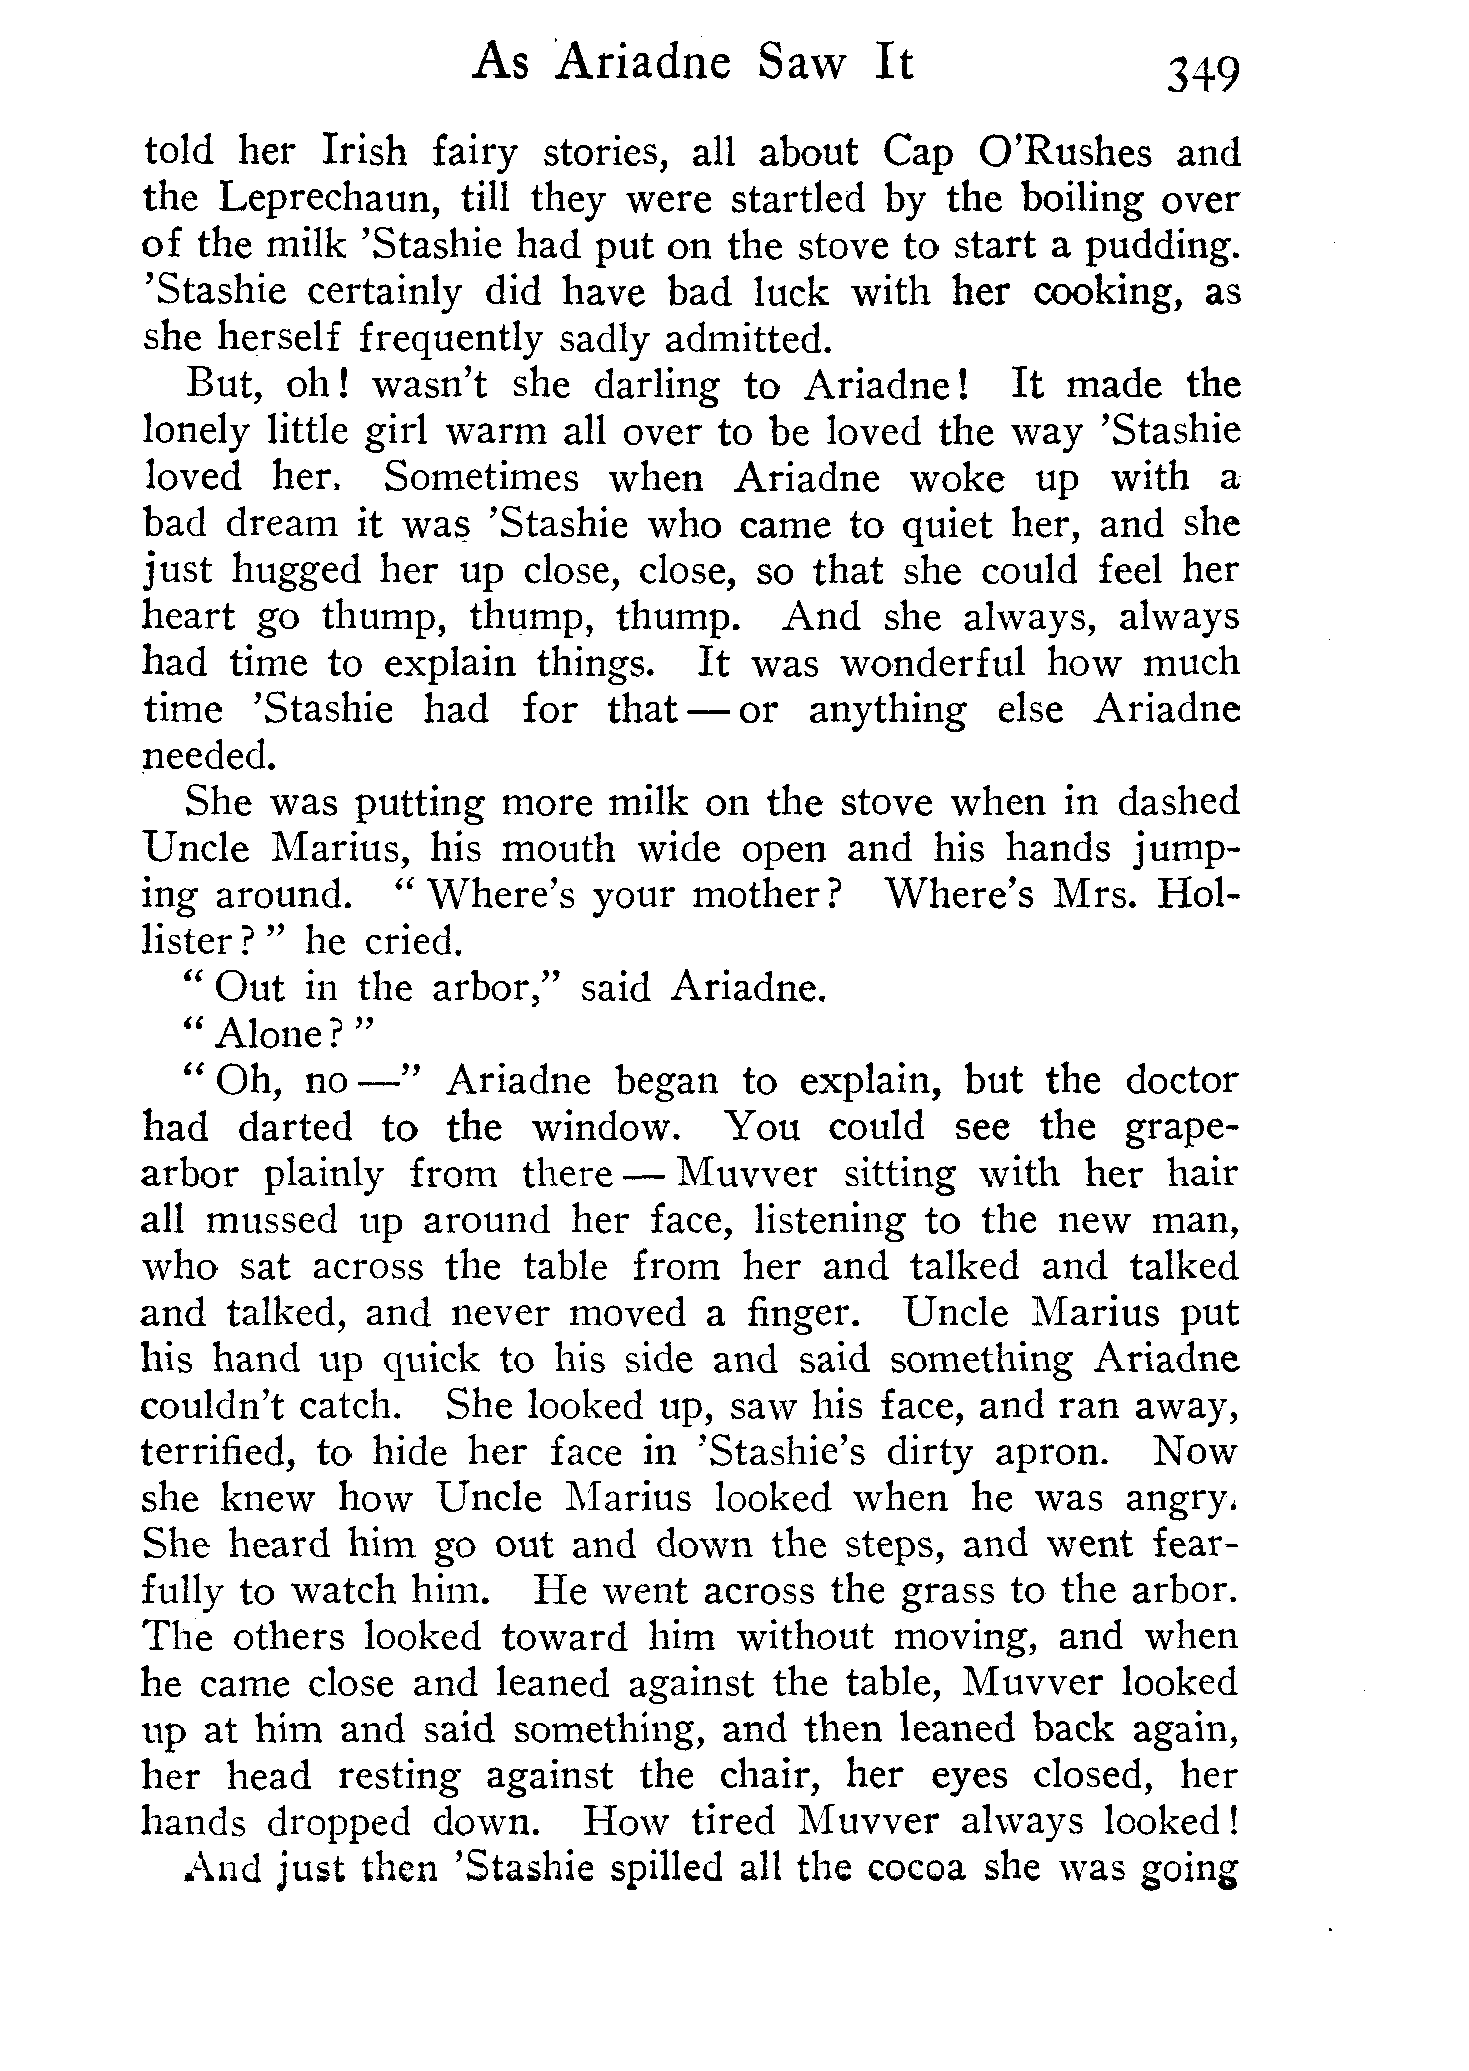 As Ariadne Saw It 349
told her Irish fairy stories, all about Cap O'Rushes and
the Leprechaun, till they were startled by the boiling over
of the milk 'Stashie had put on the stove to start a pudding.
'Stashie certainly did have bad luck with her cooking, as
she herself frequently sadly admitted.
But, oh! wasn't she darling to Ariadne! It made the
lonely little girl warm all over to be loved the way 'Stashie
loved her. Sometimes when Ariadne woke up with a
bad dream it was 'Stashie who came to quiet her, and she
just hugged her up close, close, so that she could feel her
heart go thump, thump, thump. And she always, always
had time to explain things. It was wonderful how much
time 'Stashie had for that — or anything else Ariadne
needed.
She was putting more milk on the stove when in dashed
Uncle Marius, his mouth wide open and his hands jump-
ing around. "Where's your mother? Where's Mrs. Hol-
lister?" he cried.
"Out in the arbor," said Ariadne.
"Alone?"
"Oh, no —" Ariadne began to explain, but the doctor
had darted to the window. You could see the grape-
arbor plainly from there — Muvver sitting with her hair
all mussed up around her face, listening to the new man,
who sat across the table from her and talked and talked
and talked, and never moved a finger. Uncle Marius put
his hand up quick to his side and said something Ariadne
couldn't catch. She looked up, saw his face, and ran away,
terrified, to hide her face in 'Stashie's dirty apron. Now
she knew how Uncle Marius looked when he was angry.
She heard him go out and down the steps, and went fear-
fully to watch him. He went across the grass to the arbor.
The others looked toward him without moving, and when
he came close and leaned against the table, Muvver looked
up at him and said something, and then leaned back again,
her head resting against the chair, her eyes closed, her
hands dropped down. How tired Muvver always looked!
And just then 'Stashie spilled all the cocoa she was going